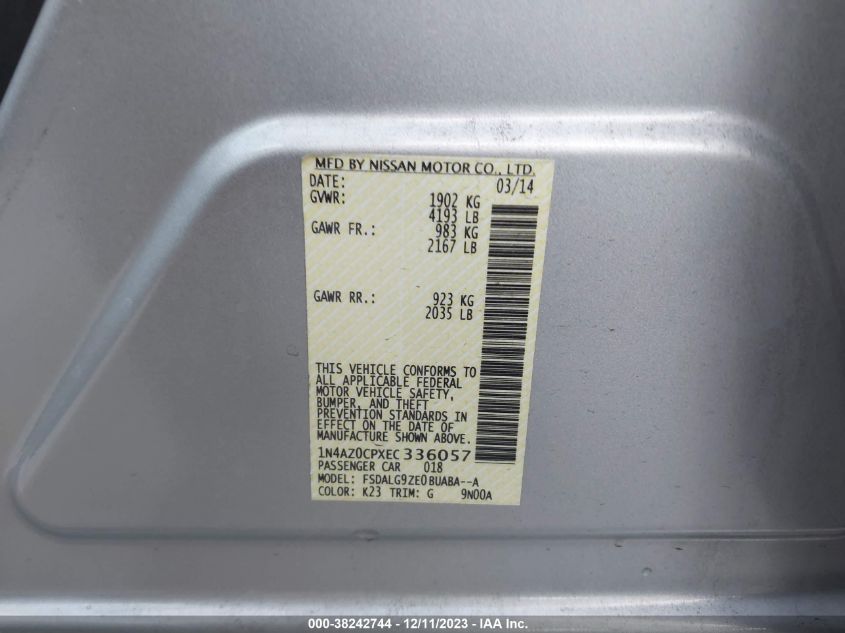 MFD BY NISSAN MOTOR CO., LTD.
DATE: 03/14
GVWR: 1902 KG
4193 LB
GAWR FR.: 983 KG
2167 LB
GAWR RR.: 923 KG
2035 LB
THIS VEHICLE CONFORMS TO
ALL APPLICABLE FEDERAL
MOTOR VEHICLE SAFETY,
BUMPER, AND THEFT
PREVENTION STANDARDS IN
EFFECT ON THE DATE OF
MANUFACTURE SHOWN ABOVE.
1N4AZ0CPXEC336057
PASSENGER CAR 018
MODEL: FSDALG9ZE0BUABA--A
COLOR: K23 TRIM: G 9N00A
000-38242744 - 12/11/2023 - IAA Inc.